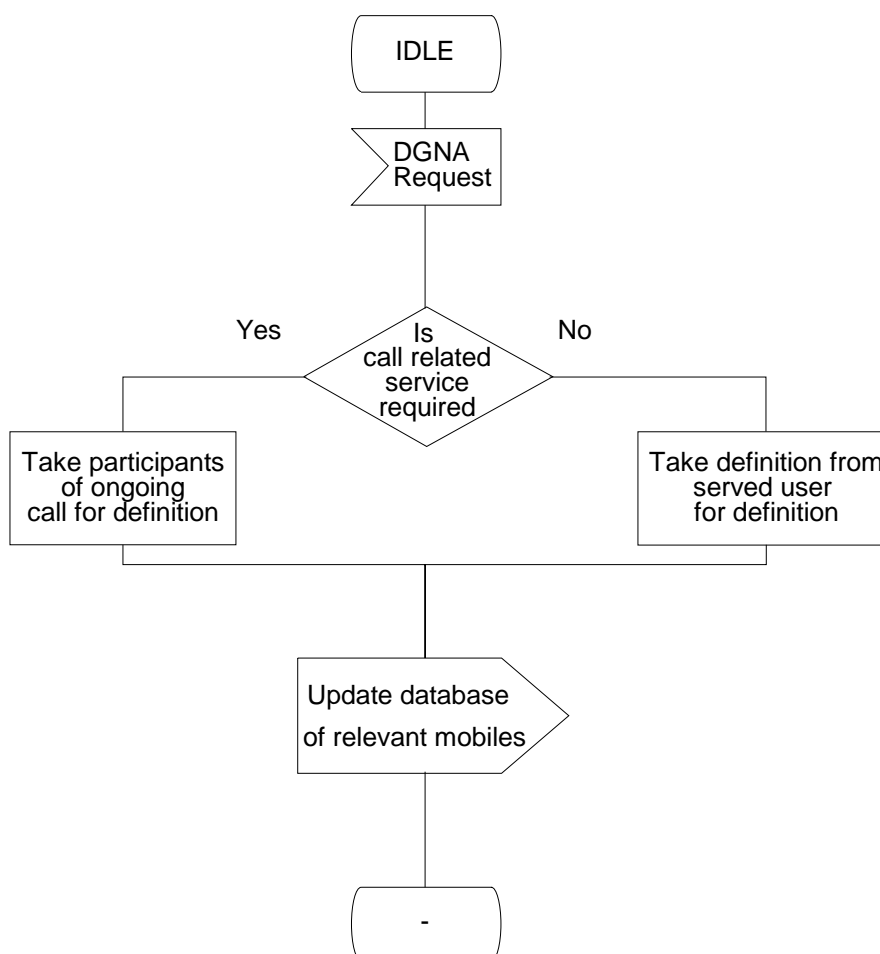 IDLE
DGNA
Request
Yes
No
Is
call related
service
required
Take participants
of ongoing
call for definition
Take definition from
served user
for definition
Update database
of relevant mobiles
-